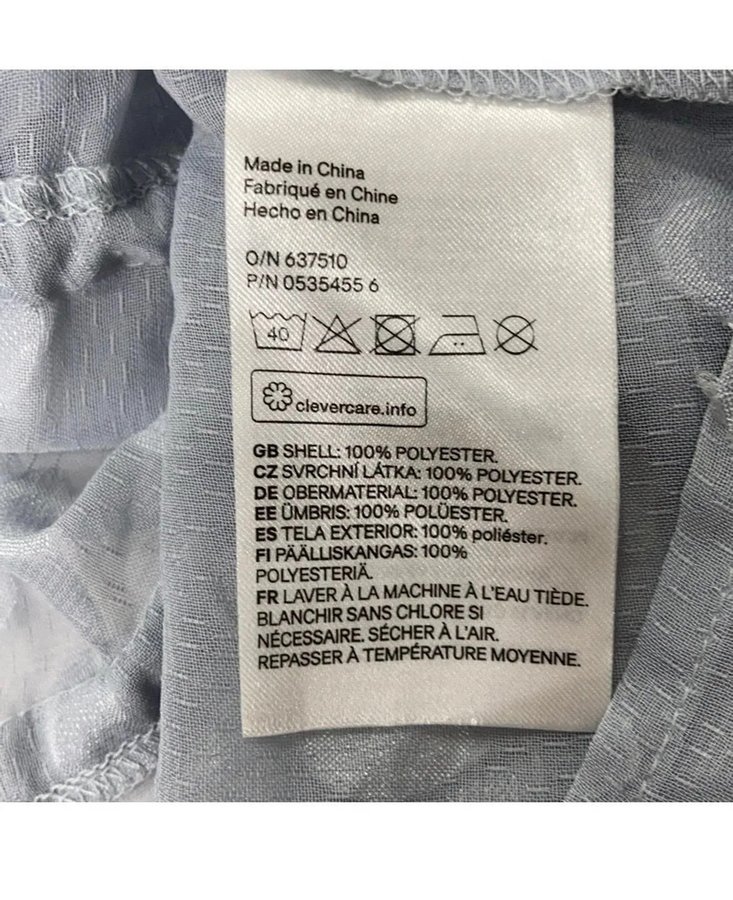 Made in China
Fabriqué en Chine
Hecho en China
O/N 637510
P/N 0535455 6
40
clevercare.info
GB SHELL: 100% POLYESTER.
CZ SVRCHNÍ LÁTKA: 100% POLYESTER.
DE OBERMATERIAL: 100% POLYESTER.
EE ÜMBRIS: 100% POLÜESTER.
ES TELA EXTERIOR: 100% poliéster.
FI PÄÄLLISKANGAS: 100%
POLYESTERIÄ.
FR LAVER À LA MACHINE À L'EAU TIÈDE.
BLANCHIR SANS CHLORE SI
NÉCESSAIRE. SÉCHER À L'AIR.
REPASSER À TEMPÉRATURE MOYENNE.